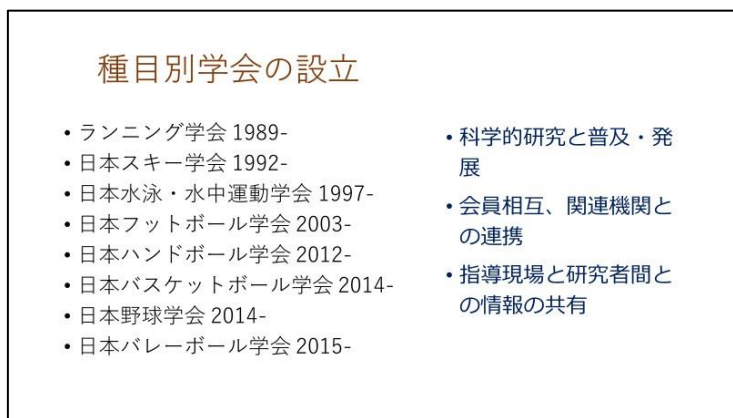 種目別学会の設立
• ランニング学会 1989-
• 日本スキー学会 1992-
• 日本水泳・水中運動学会 1997-
• 日本フットボール学会 2003-
• 日本ハンドボール学会 2012-
• 日本バスケットボール学会 2014-
• 日本野球学会 2014-
• 日本バレーボール学会 2015-
• 科学的研究と普及・発
展
• 会員相互、関連機関と
の連携
• 指導現場と研究者間と
の情報の共有